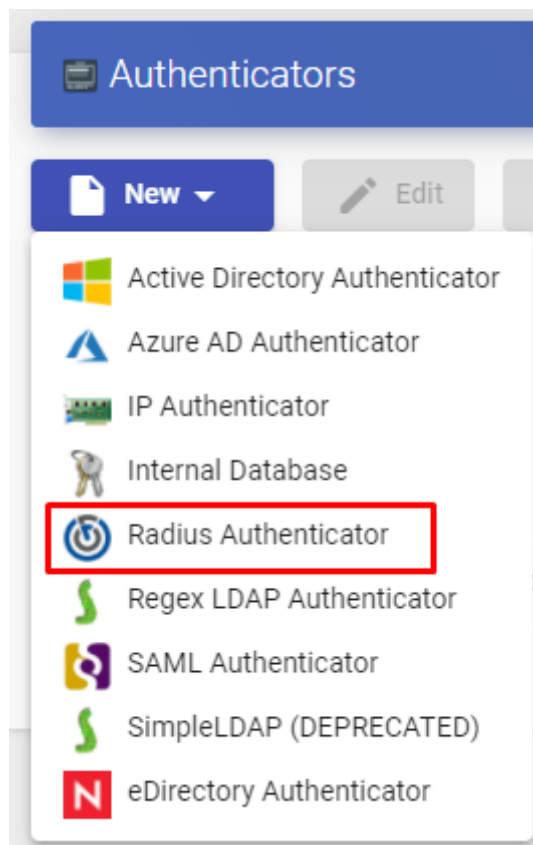 Authenticators
New
Edit
Active Directory Authenticator
Azure AD Authenticator
IP Authenticator
Internal Database
Radius Authenticator
Regex LDAP Authenticator
SAML Authenticator
SimpleLDAP (DEPRECATED)
eDirectory Authenticator